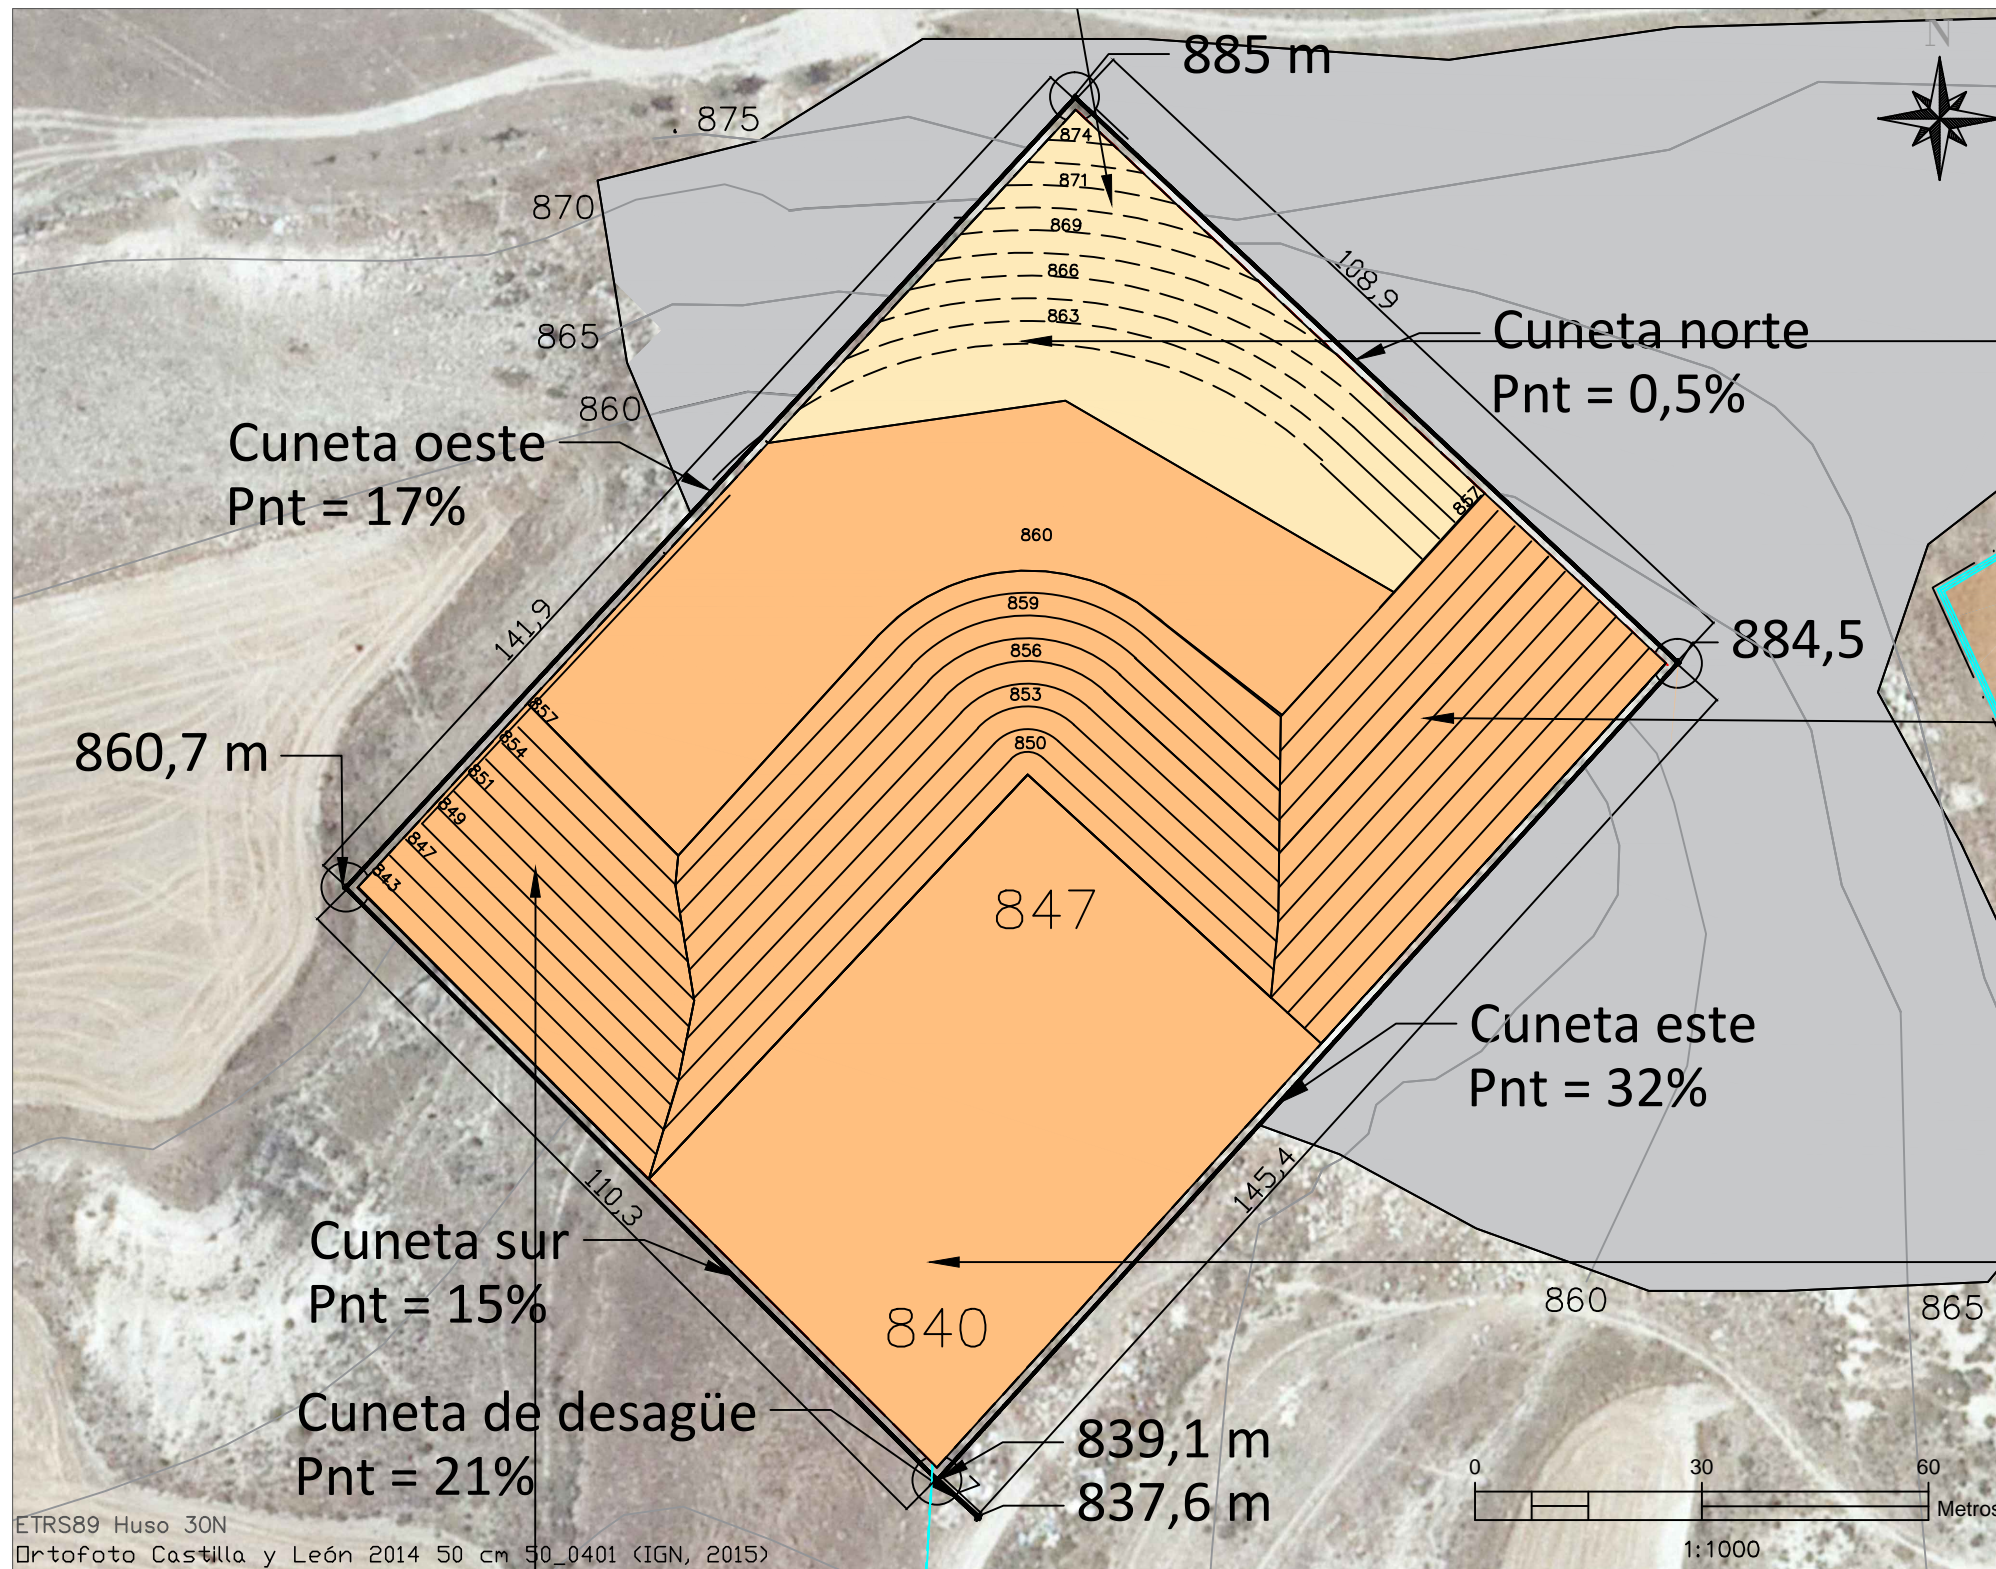 N
885 m
875
874
871
870
869
108,9
866
863
865
Cuneta norte
Pnt = 0,5%
860
Cuneta oeste
Pnt = 17%
857
860
141,9
859
884,5
856
853
857
854
850
860,7 m
851
849
847
843
847
Cuneta este
Pnt = 32%
145,4
110,3
Cuneta sur
Pnt = 15%
860
865
840
Cuneta de desagüe
Pnt = 21%
839,1 m
7
837,6 m
0 30 60
Metros
1:1000
ETRS89 Huso 30N
Ortofoto Castilla y León 2014 50 cm 50_0401 (IGN, 2015)